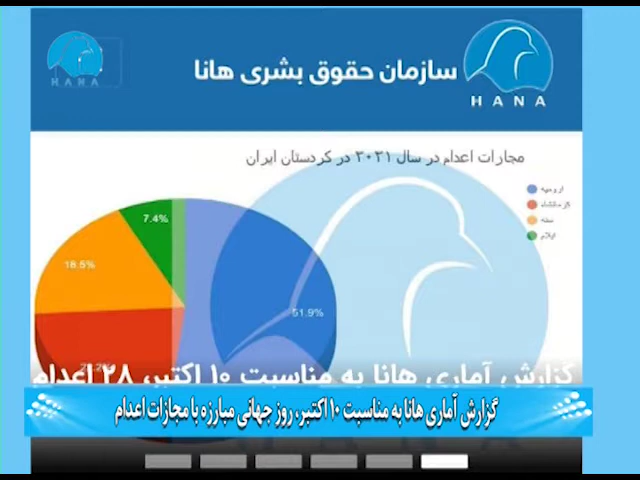 HANA
سازمان حقوق بشری هانا
HANA
مجازات اعدام در سال ۲۰۲۱ در کردستان ایران
ارومیه
کرمانشاه
سنه
ایلام
7.4%
18.5%
51.9%
گزارش آماری هانا به مناسبت ۱۰ اکتبر، ۲۸ اعدام
گزارش آماری هانا به مناسبت ۱۰ اکتبر، روز جهانی مبارزه با مجازات اعدام